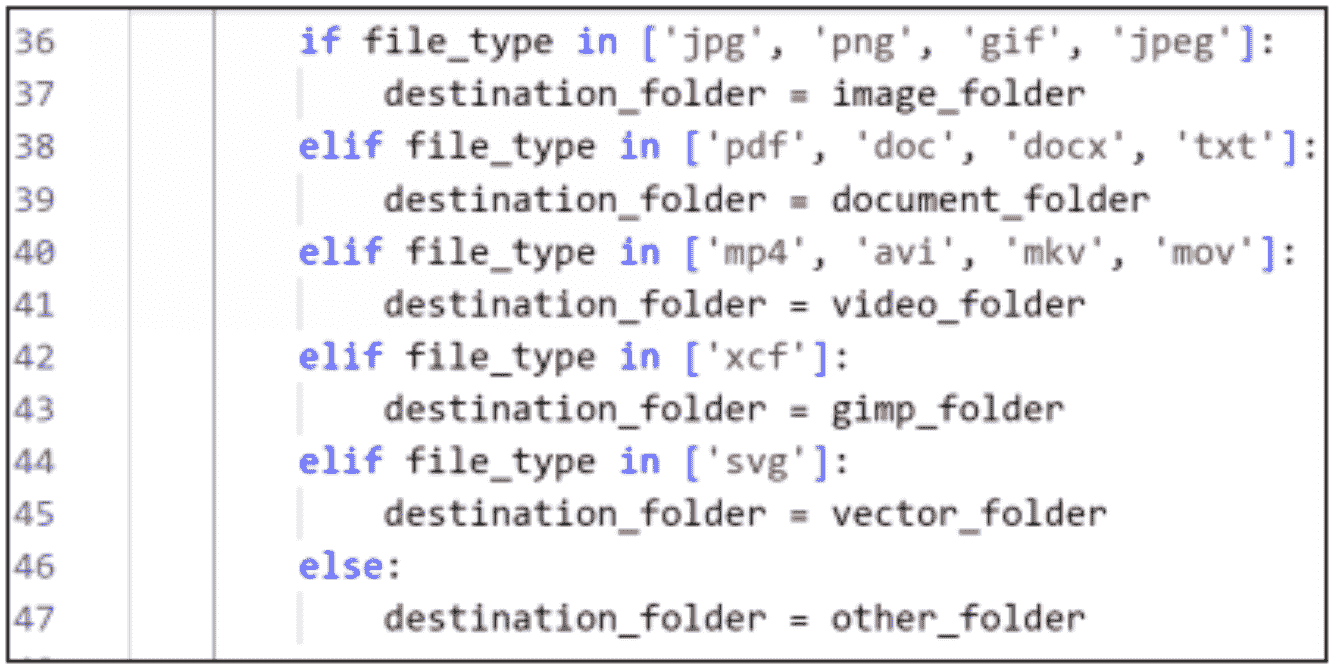 36 if file_type in ['jpg', 'png', 'gif', 'jpeg']:
37     destination_folder = image_folder
38 elif file_type in ['pdf', 'doc', 'docx', 'txt']:
39     destination_folder = document_folder
40 elif file_type in ['mp4', 'avi', 'mkv', 'mov']:
41     destination_folder = video_folder
42 elif file_type in ['xcf']:
43     destination_folder = gimp_folder
44 elif file_type in ['svg']:
45     destination_folder = vector_folder
46 else:
47     destination_folder = other_folder